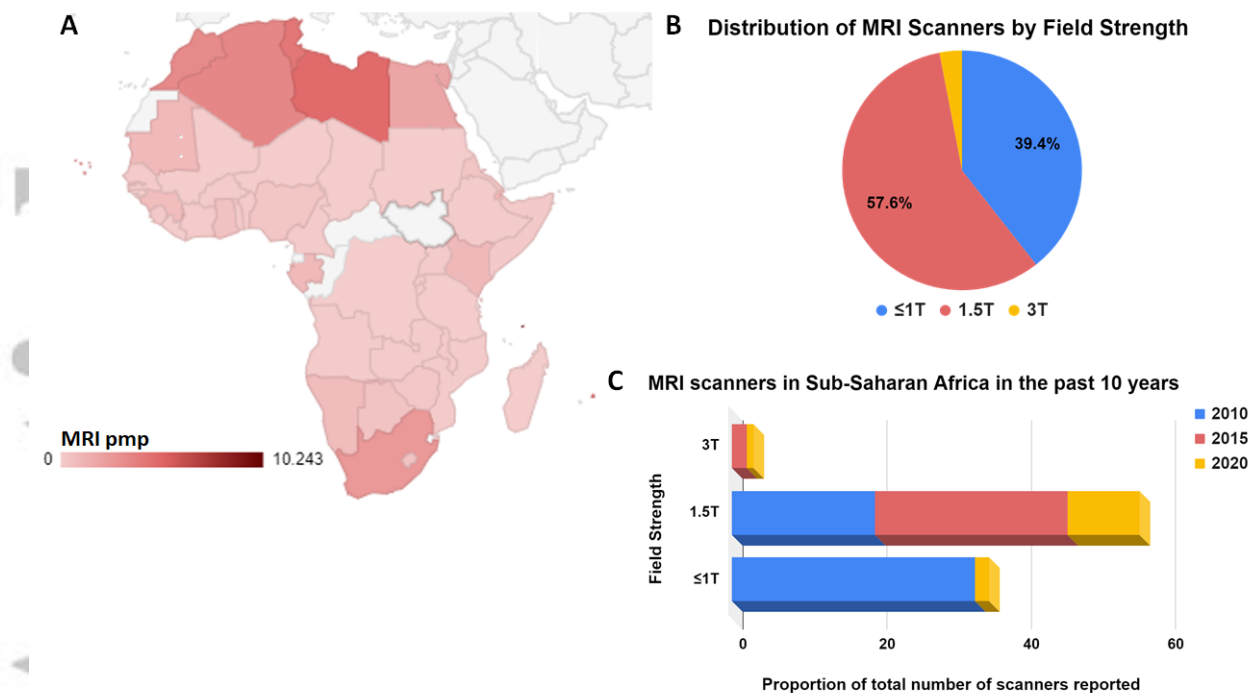 A
MRI pmp
0
10.243
B
Distribution of MRI Scanners by Field Strength
39.4%
57.6%
≤1T
1.5T
3T
C
MRI scanners in Sub-Saharan Africa in the past 10 years
2010
2015
2020
Field Strength
3T
1.5T
≤1T
0
20
40
60
Proportion of total number of scanners reported